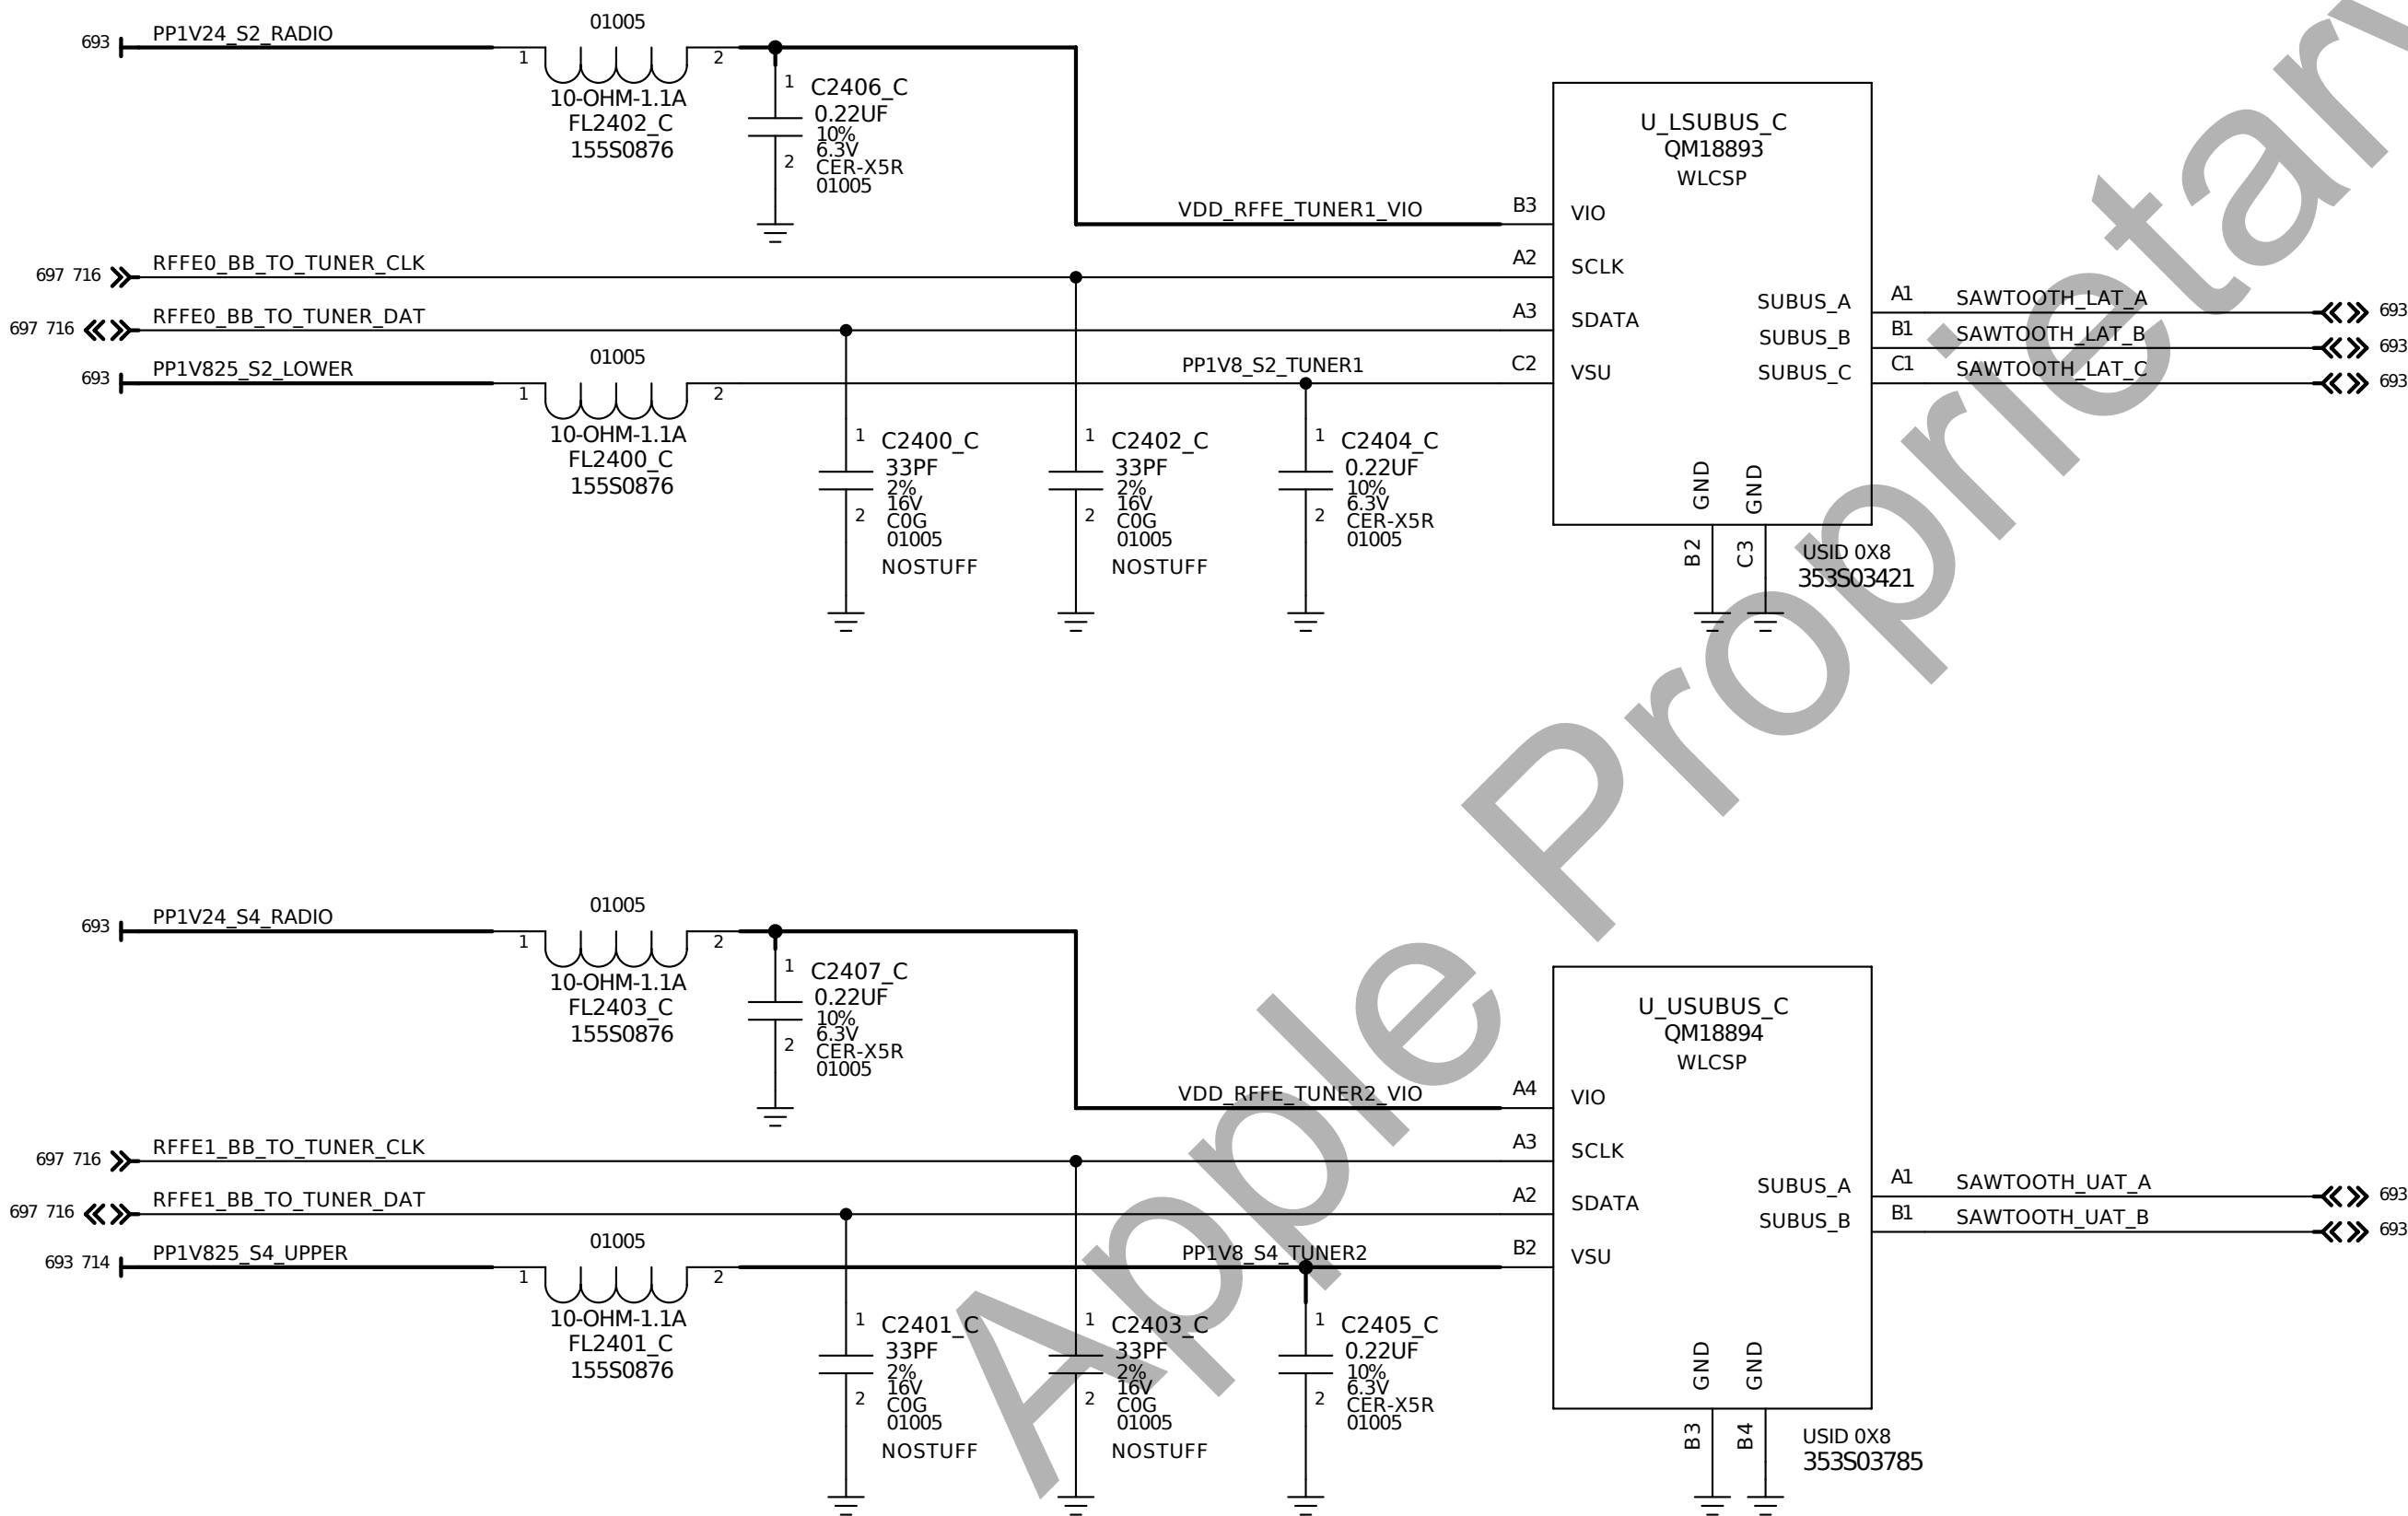 01005
693
PP1V24_S2_RADIO
1
2
10-OHM-1.1A
FL2402_C
155S0876
1
C2406_C
0.22UF
10%
6.3V
2
CER-X5R
01005
U_LSUBUS_C
QM18893
WLCSP
VDD_RFFE_TUNER1_VIO
B3
VIO
697 716
RFFE0_BB_TO_TUNER_CLK
A2
SCLK
697 716
RFFE0_BB_TO_TUNER_DAT
A3
SDATA
693
PP1V825_S2_LOWER
01005
1
2
10-OHM-1.1A
FL2400_C
155S0876
PP1V8_S2_TUNER1
C2
VSU
SUBUS_A
A1
SAWTOOTH_LAT_A
693
SUBUS_B
B1
SAWTOOTH_LAT_B
693
SUBUS_C
C1
SAWTOOTH_LAT_C
693
1
C2400_C
33PF
2%
16V
2
C0G
01005
NOSTUFF
1
C2402_C
33PF
2%
16V
2
C0G
01005
NOSTUFF
1
C2404_C
0.22UF
10%
6.3V
2
CER-X5R
01005
GND
GND
B2
C3
USID 0X8
353S03421
01005
693
PP1V24_S4_RADIO
1
2
10-OHM-1.1A
FL2403_C
155S0876
1
C2407_C
0.22UF
10%
6.3V
2
CER-X5R
01005
U_USUBUS_C
QM18894
WLCSP
VDD_RFFE_TUNER2_VIO
A4
VIO
697 716
RFFE1_BB_TO_TUNER_CLK
A3
SCLK
697 716
RFFE1_BB_TO_TUNER_DAT
A2
SDATA
693 714
PP1V825_S4_UPPER
01005
1
2
10-OHM-1.1A
FL2401_C
155S0876
PP1V8_S4_TUNER2
B2
VSU
SUBUS_A
A1
SAWTOOTH_UAT_A
693
SUBUS_B
B1
SAWTOOTH_UAT_B
693
1
C2401_C
33PF
2%
16V
2
C0G
01005
NOSTUFF
1
C2403_C
33PF
2%
16V
2
C0G
01005
NOSTUFF
1
C2405_C
0.22UF
10%
6.3V
2
CER-X5R
01005
GND
GND
B3
B4
USID 0X8
353S03785
Apple Proprietary